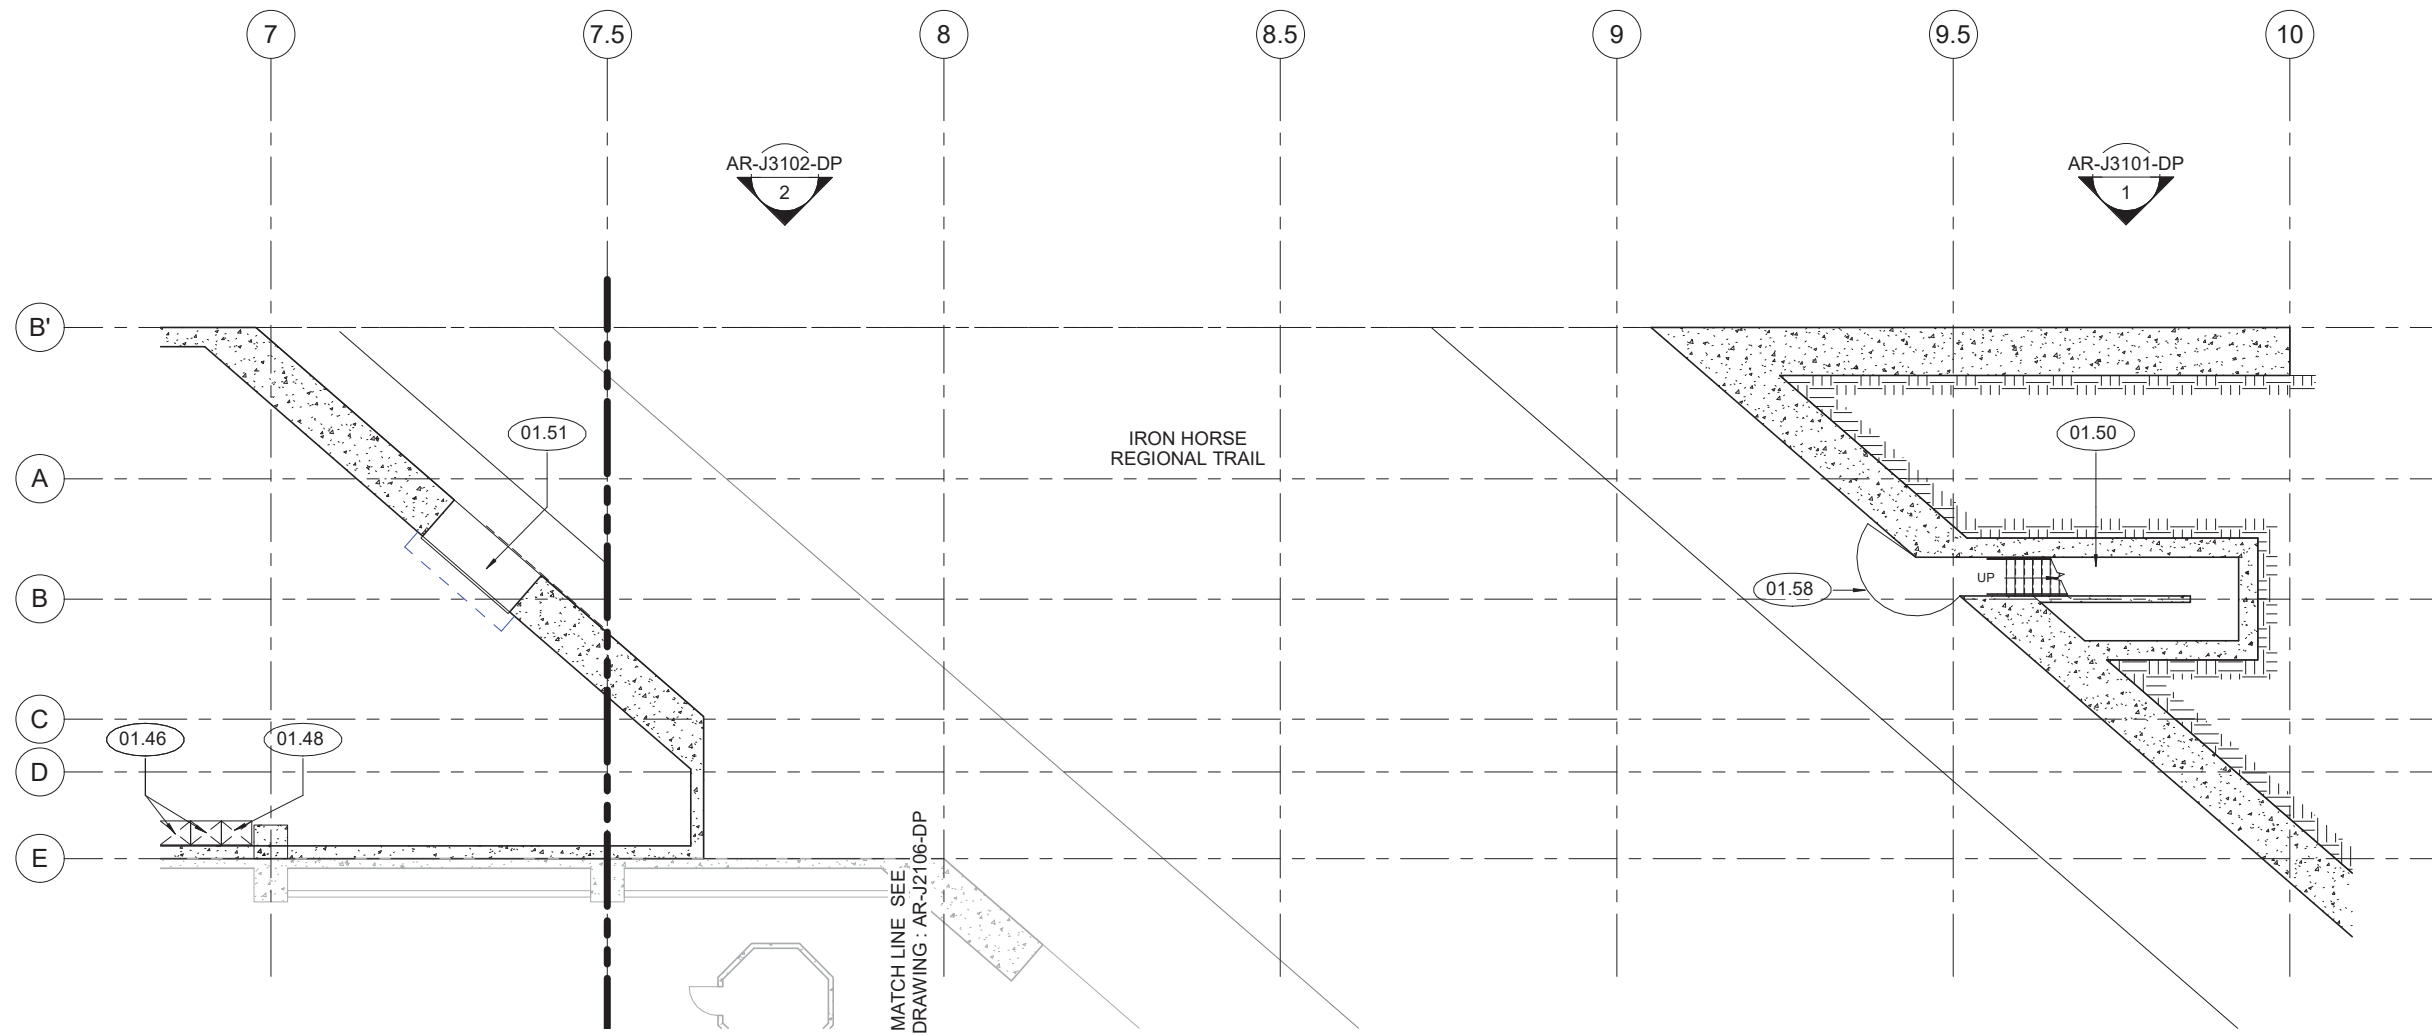 7
7.5
8
8.5
9
9.5
10
AR-J3102-DP
2
AR-J3101-DP
1
B'
01.51
IRON HORSE
REGIONAL TRAIL
01.50
A
UP
01.58
B
C
01.46
01.48
D
E
MATCH LINE SEE
DRAWING : AR-J2106-DP